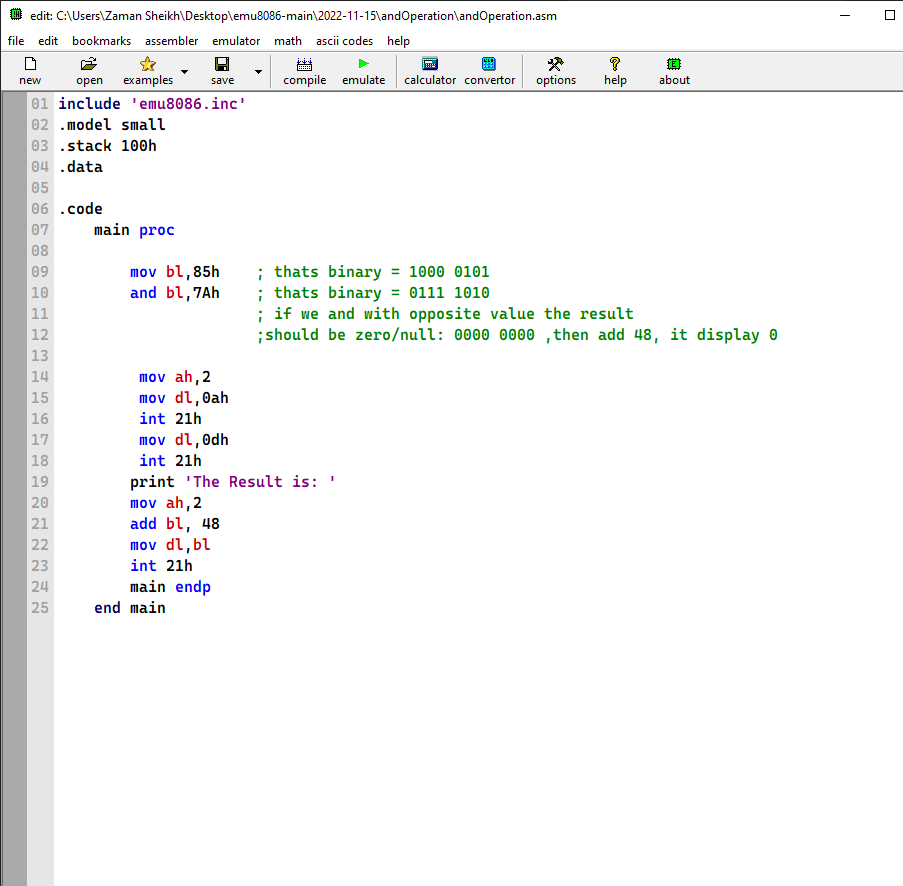 edit: C:\Users\Zaman Sheikh\Desktop\emu8086-main\2022-11-15\andOperation\andOperation.asm
file edit bookmarks assembler emulator math ascii codes help
new open examples save compile emulate calculator convertor options help about
01 include 'emu8086.inc'
02 .model small
03 .stack 100h
04 .data
05
06 .code
07 main proc
08
09 mov bl,85h ; thats binary = 1000 0101
10 and bl,7Ah ; thats binary = 0111 1010
11 ; if we and with opposite value the result
12 ;should be zero/null: 0000 0000 ,then add 48, it display 0
13
14 mov ah,2
15 mov dl,0ah
16 int 21h
17 mov dl,0dh
18 int 21h
19 print 'The Result is: '
20 mov ah,2
21 add bl, 48
22 mov dl,bl
23 int 21h
24 main endp
25 end main